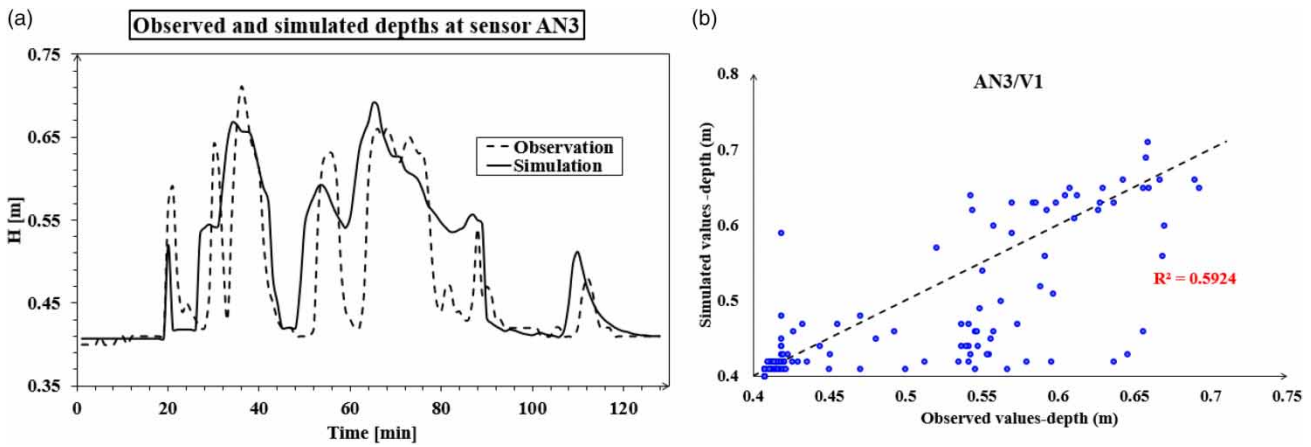 (a)
Observed and simulated depths at sensor AN3
0.75
0.65
0.55
0.45
0.35
H [m]
Observation
Simulation
0 20 40 60 80 100 120
Time [min]
(b)
AN3/V1
0.8
0.7
0.6
0.5
0.4
Simulated values -depth (m)
R² = 0.5924
0.4 0.45 0.5 0.55 0.6 0.65 0.7 0.75
Observed values-depth (m)